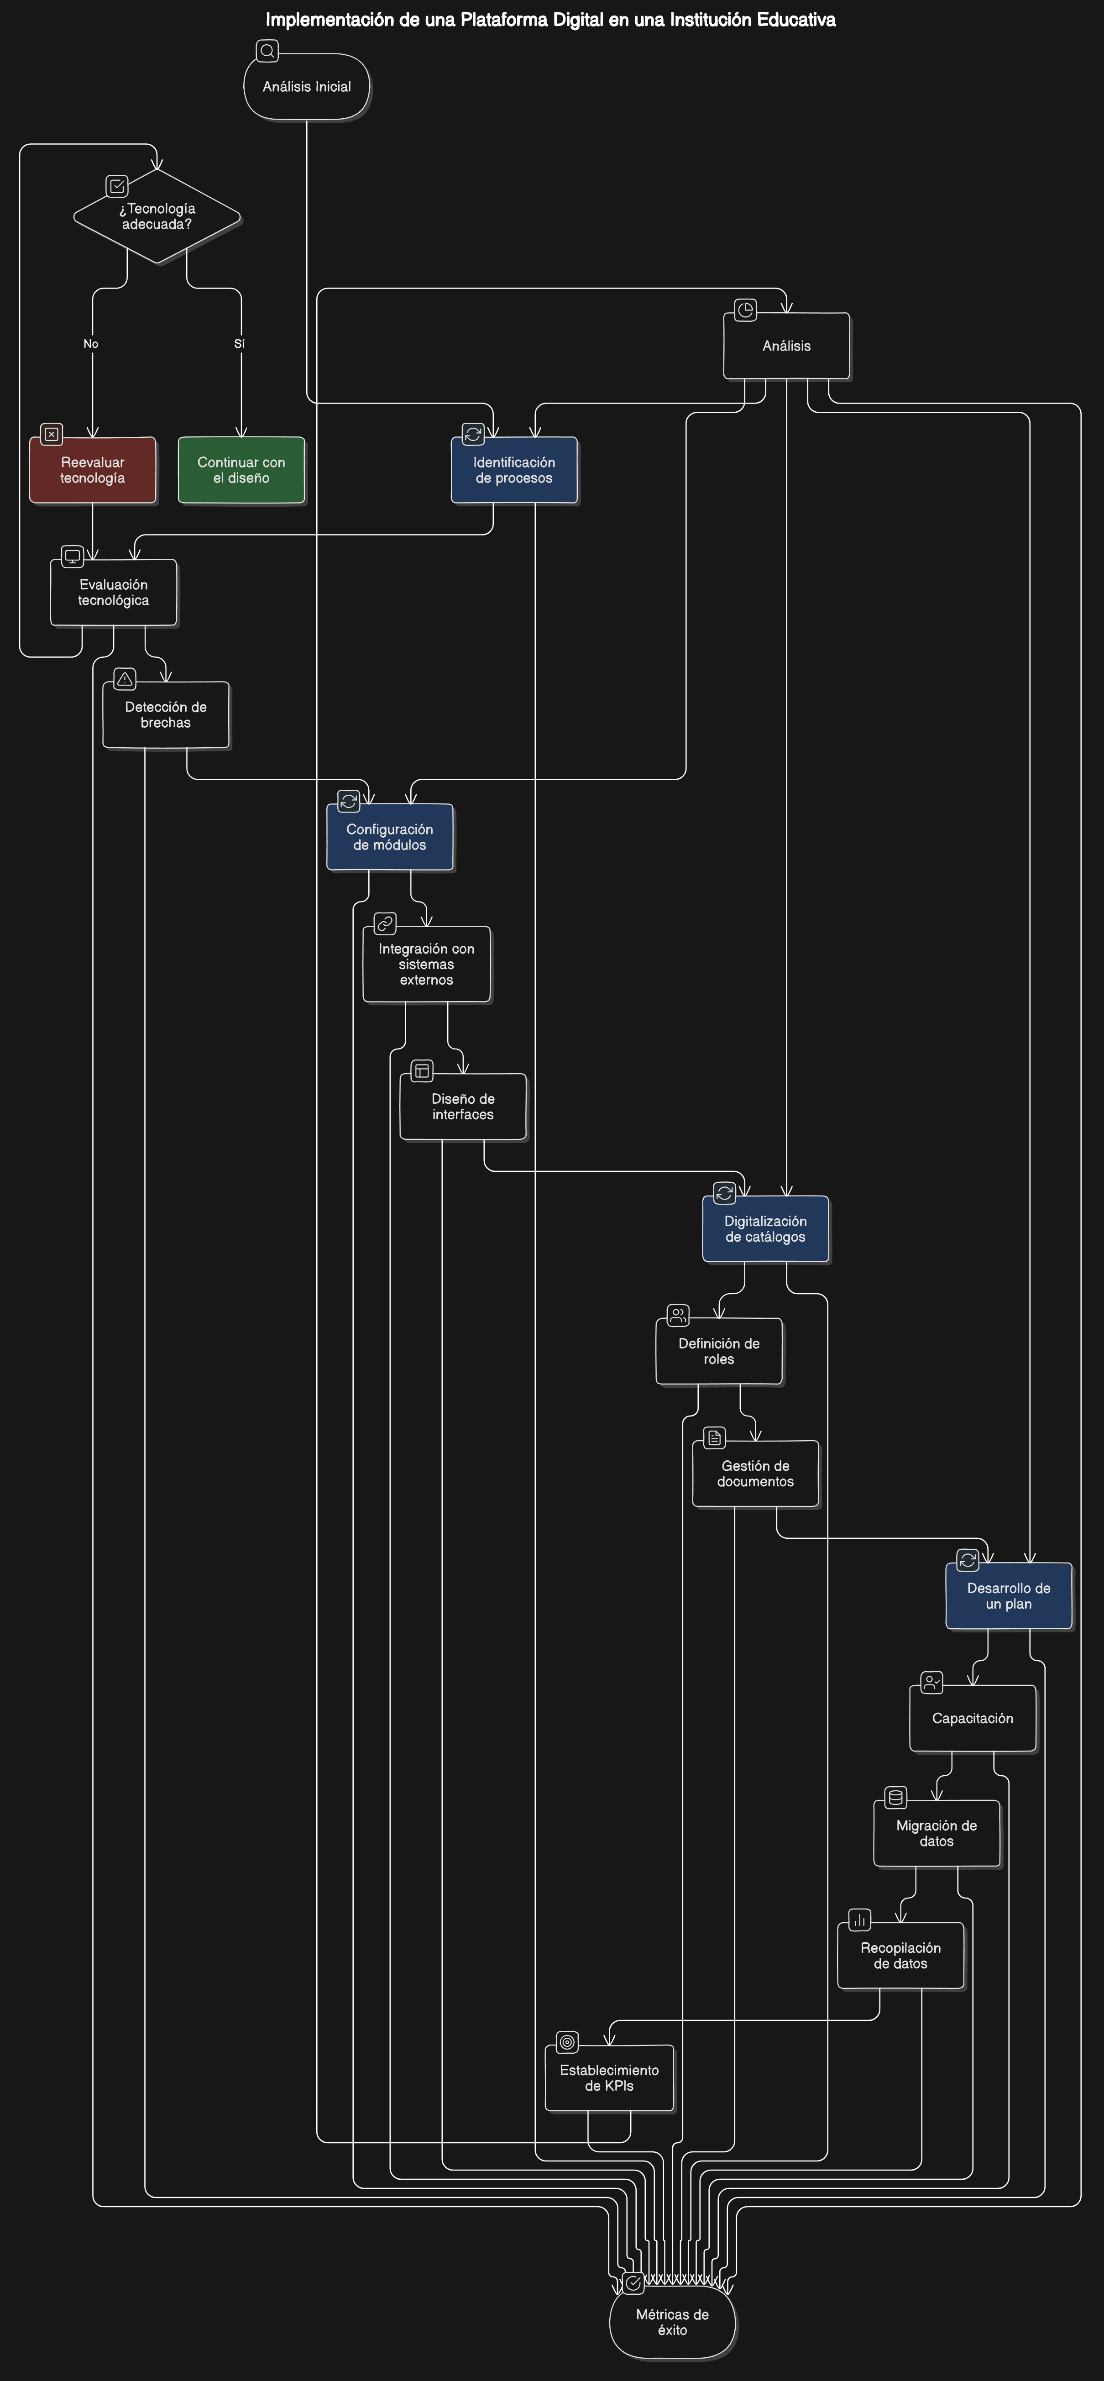 Implementación de una Plataforma Digital en una Institución Educativa
Análisis Inicial
¿Tecnología
adecuada?
No
Sí
Análisis
Reevaluar
tecnología
Continuar con
el diseño
Identificación
de procesos
Evaluación
tecnológica
Detección de
brechas
Configuración
de módulos
Integración con
sistemas
externos
Diseño de
interfaces
Digitalización
de catálogos
Definición de
roles
Gestión de
documentos
Desarrollo de
un plan
Capacitación
Migración de
datos
Recopilación
de datos
Establecimiento
de KPIs
Métricas de
éxito